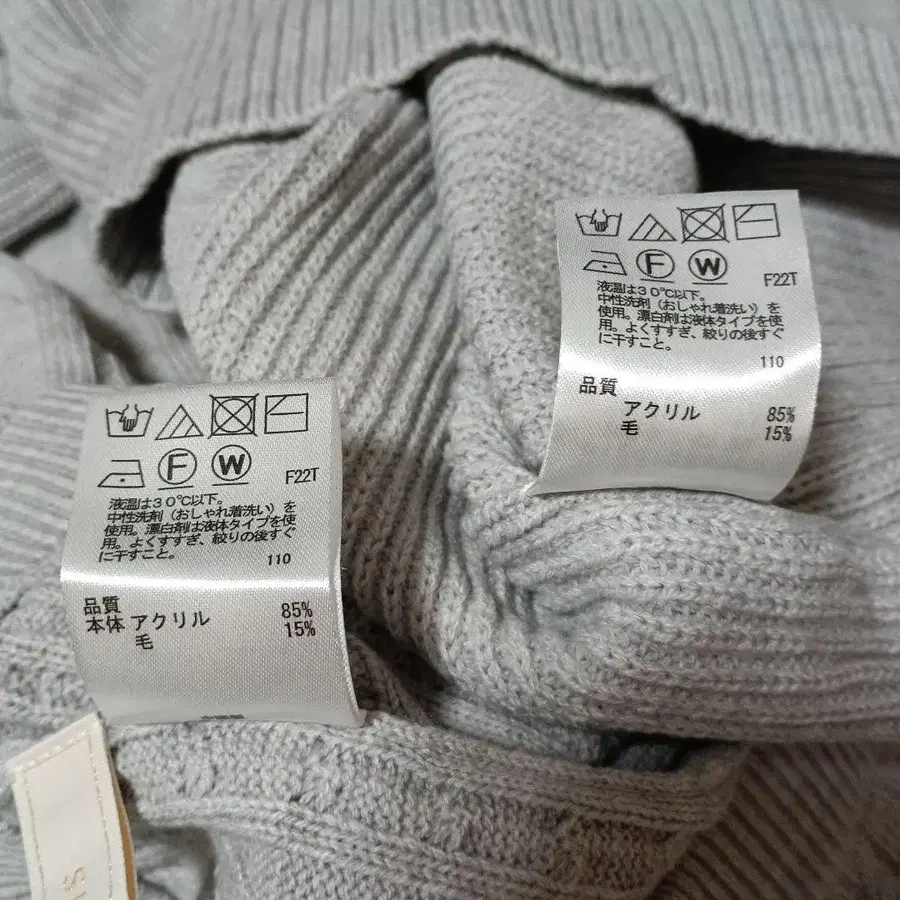 F22T
液温は30℃以下。
中性洗剤（おしゃれ着洗い）を
使用。漂白剤は液体タイプを使
用。よくすすぎ、絞りの後すぐ
に干すこと。
110
品質
アクリル 85%
毛 15%
F W F22T
液温は30℃以下。
中性洗剤（おしゃれ着洗い）を
使用。漂白剤は液体タイプを使
用。よくすすぎ、絞りの後すぐ
に干すこと。
110
品質
本体 アクリル 85%
毛 15%